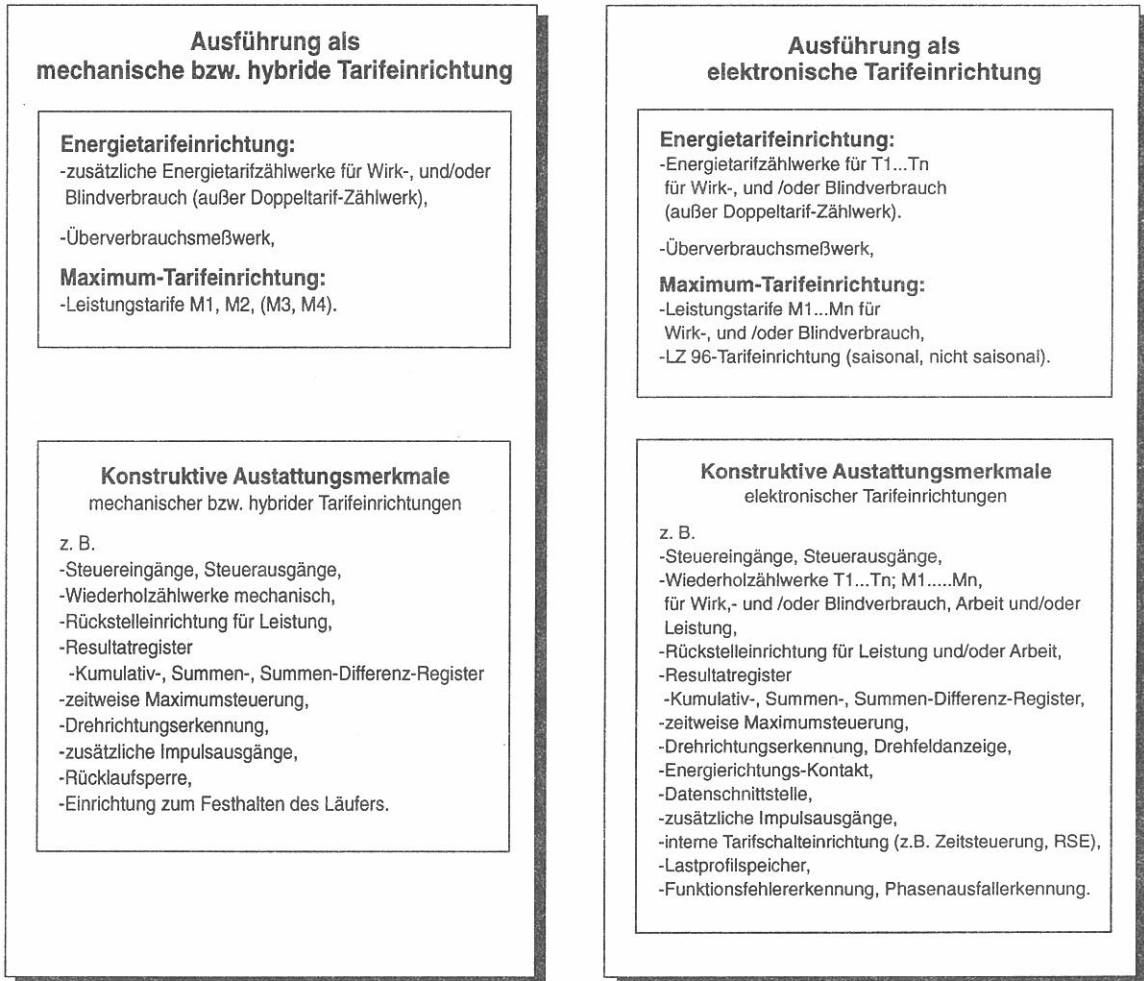 Ausführung als
mechanische bzw. hybride Tarifeinrichtung
Energietarifeinrichtung:
-zusätzliche Energietarifzählwerke für Wirk-, und/oder
Blindverbrauch (außer Doppeltarif-Zählwerk),
-Überverbrauchsmeßwerk,
Maximum-Tarifeinrichtung:
-Leistungstarife M1, M2, (M3, M4).
Konstruktive Austattungsmerkmale
mechanischer bzw. hybrider Tarifeinrichtungen
z. B.
-Steuereingänge, Steuerausgänge,
-Wiederholzählwerke mechanisch,
-Rückstelleinrichtung für Leistung,
-Resultatregister
-Kumulativ-, Summen-, Summen-Differenz-Register
-zeitweise Maximumsteuerung,
-Drehrichtungserkennung,
-zusätzliche Impulsausgänge,
-Rücklaufsperre,
-Einrichtung zum Festhalten des Läufers.
Ausführung als
elektronische Tarifeinrichtung
Energietarifeinrichtung:
-Energietarifzählwerke für T1...Tn
für Wirk-, und /oder Blindverbrauch
(außer Doppeltarif-Zählwerk).
-Überverbrauchsmeßwerk,
Maximum-Tarifeinrichtung:
-Leistungstarife M1...Mn für
Wirk-, und /oder Blindverbrauch,
-LZ 96-Tarifeinrichtung (saisonal, nicht saisonal).
Konstruktive Austattungsmerkmale
elektronischer Tarifeinrichtungen
z. B.
-Steuereingänge, Steuerausgänge,
-Wiederholzählwerke T1...Tn; M1.....Mn,
für Wirk,- und /oder Blindverbrauch, Arbeit und/oder
Leistung,
-Rückstelleinrichtung für Leistung und/oder Arbeit,
-Resultatregister
-Kumulativ-, Summen-, Summen-Differenz-Register,
-zeitweise Maximumsteuerung,
-Drehrichtungserkennung, Drehfeldanzeige,
-Energierichtungs-Kontakt,
-Datenschnittstelle,
-zusätzliche Impulsausgänge,
-interne Tarifschalteinrichtung (z.B. Zeitsteuerung, RSE),
-Lastprofilspeicher,
-Funktionsfehlererkennung, Phasenausfallerkennung.